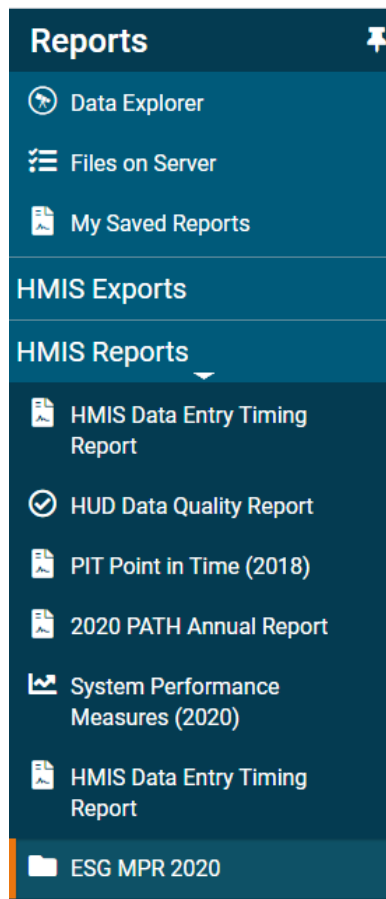 Reports
Data Explorer
Files on Server
My Saved Reports
HMIS Exports
HMIS Reports
HMIS Data Entry Timing
Report
HUD Data Quality Report
PIT Point in Time (2018)
2020 PATH Annual Report
System Performance
Measures (2020)
HMIS Data Entry Timing
Report
ESG MPR 2020